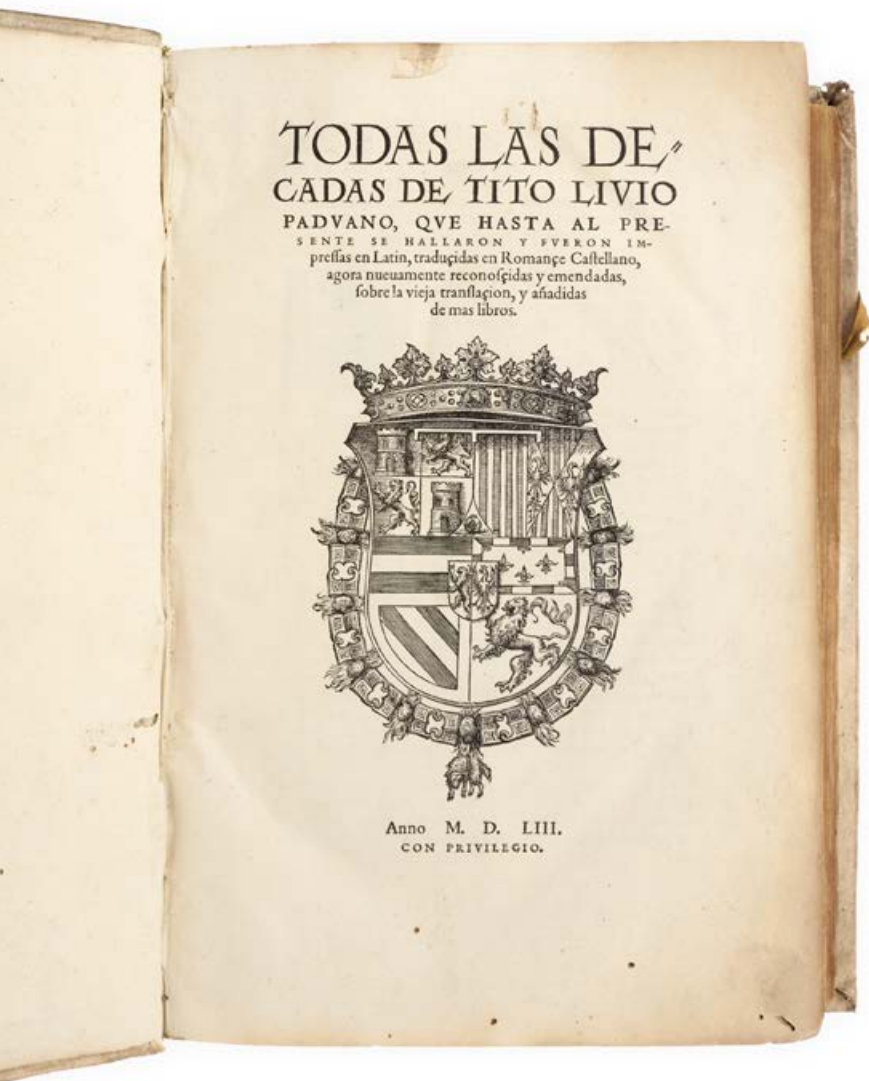 TODAS LAS DE⸗
CADAS DE TITO LIVIO
PADVANO, QVE HASTA AL PRE-
SENTE SE HALLARON Y FVERON IM-
preſſas en Latin, traduçidas en Romançe Caſtellano,
agora nueuamente reconoſçidas y emendadas,
ſobre la vieja tranſlaçion, y añadidas
de mas libros.
Anno M. D. LIII.
CON PRIVILEGIO.